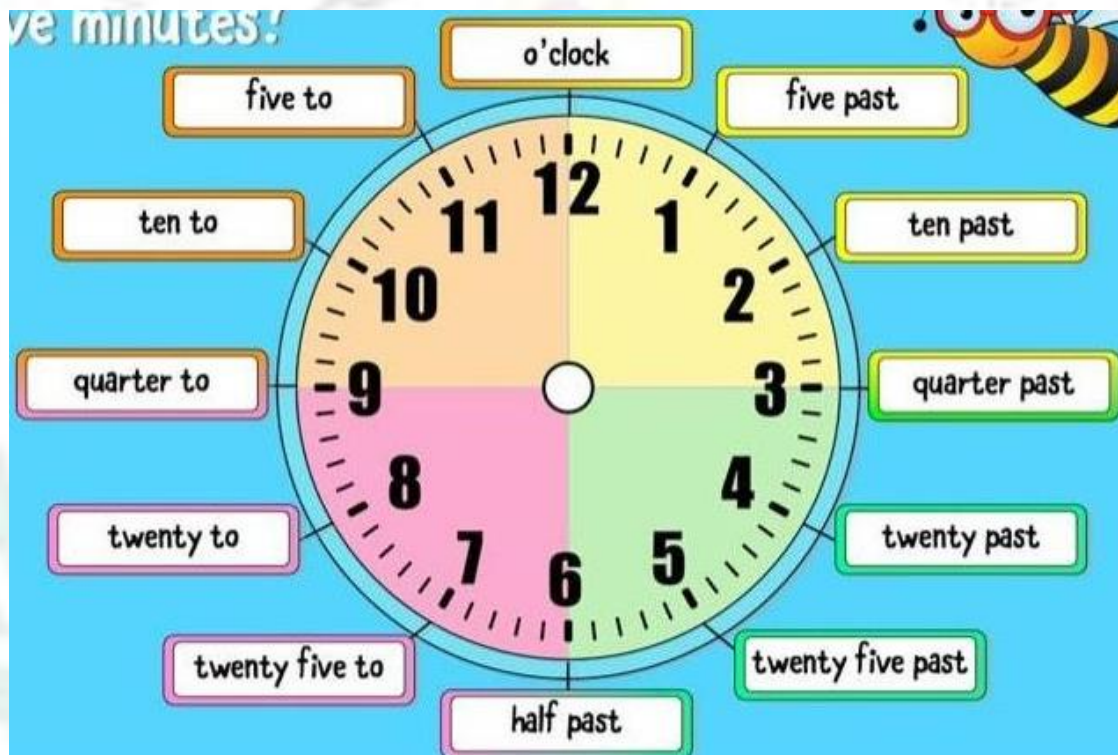 ve minutes!
o'clock
five to
five past
ten to
ten past
quarter to
quarter past
twenty to
twenty past
twenty five to
twenty five past
half past
12
11
1
10
2
9
3
8
4
7
5
6